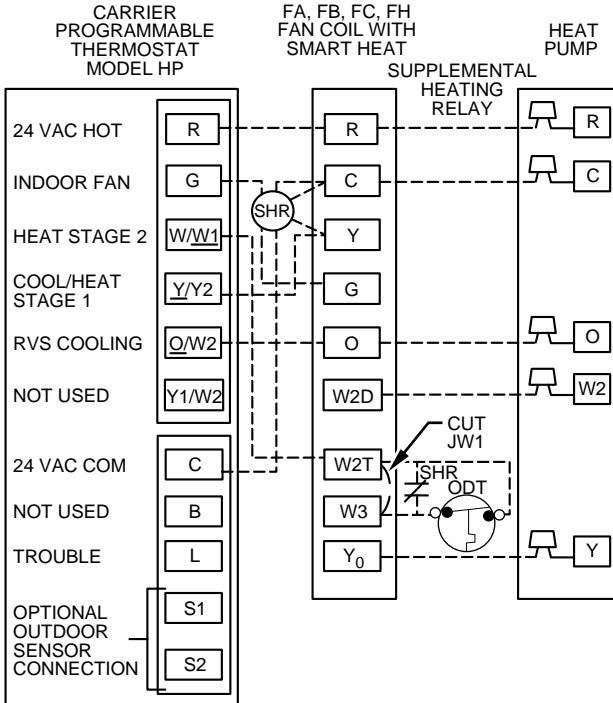 CARRIER
PROGRAMMABLE
THERMOSTAT
MODEL HP
FA, FB, FC, FH
FAN COIL WITH
SMART HEAT
SUPPLEMENTAL
HEATING
RELAY
HEAT
PUMP
24 VAC HOT
R
R
R
INDOOR FAN
G
C
C
SHR
HEAT STAGE 2
W/W1
Y
COOL/HEAT
STAGE 1
Y/Y2
G
RVS COOLING
O/W2
O
O
NOT USED
Y1/W2
W2D
W2
CUT
JW1
24 VAC COM
C
W2T
SHR
ODT
NOT USED
B
W3
TROUBLE
L
Y0
Y
OPTIONAL
OUTDOOR
SENSOR
CONNECTION
S1
S2